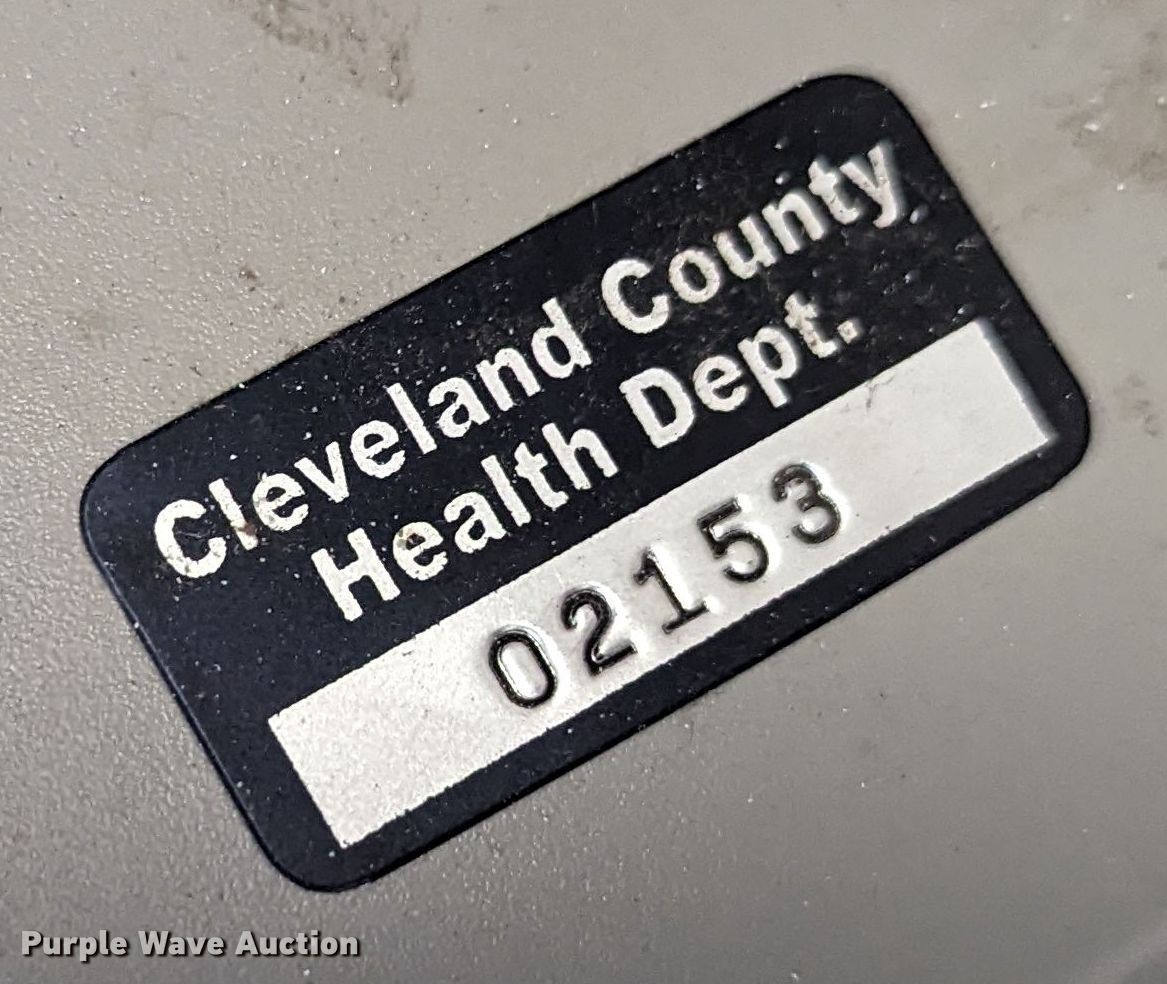 Cleveland County
Health Dept.
02153
Purple Wave Auction